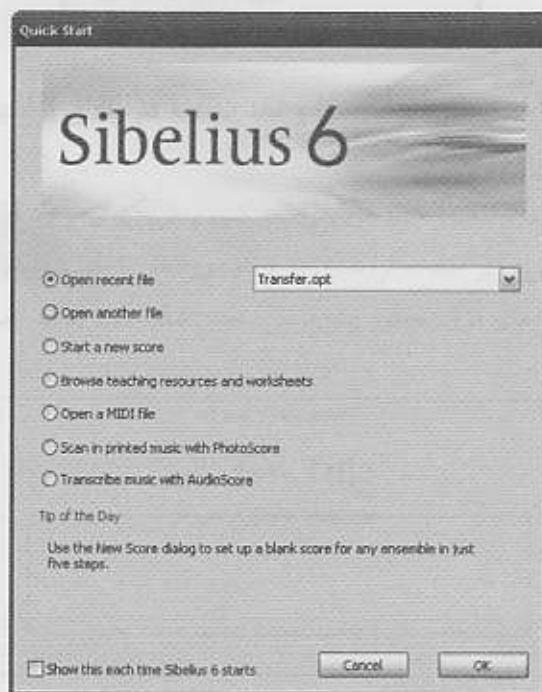 Quick Start
Sibelius 6
Open recent file Transfer.opt
Open another file
Start a new score
Browse teaching resources and worksheets
Open a MIDI file
Scan in printed music with PhotoScore
Transcribe music with AudioScore
Tip of the Day
Use the New Score dialog to set up a blank score for any ensemble in just
five steps.
Show this each time Sibelius 6 starts Cancel OK